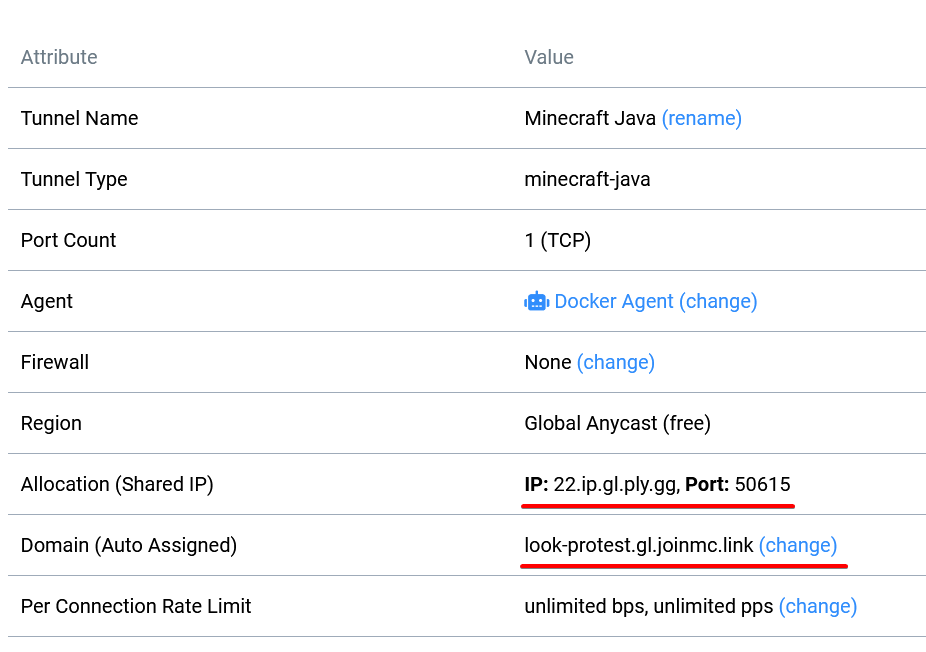 Attribute Value
Tunnel Name Minecraft Java (rename)
Tunnel Type minecraft-java
Port Count 1 (TCP)
Agent Docker Agent (change)
Firewall None (change)
Region Global Anycast (free)
Allocation (Shared IP) IP: 22.ip.gl.ply.gg, Port: 50615
Domain (Auto Assigned) look-protest.gl.joinmc.link (change)
Per Connection Rate Limit unlimited bps, unlimited pps (change)